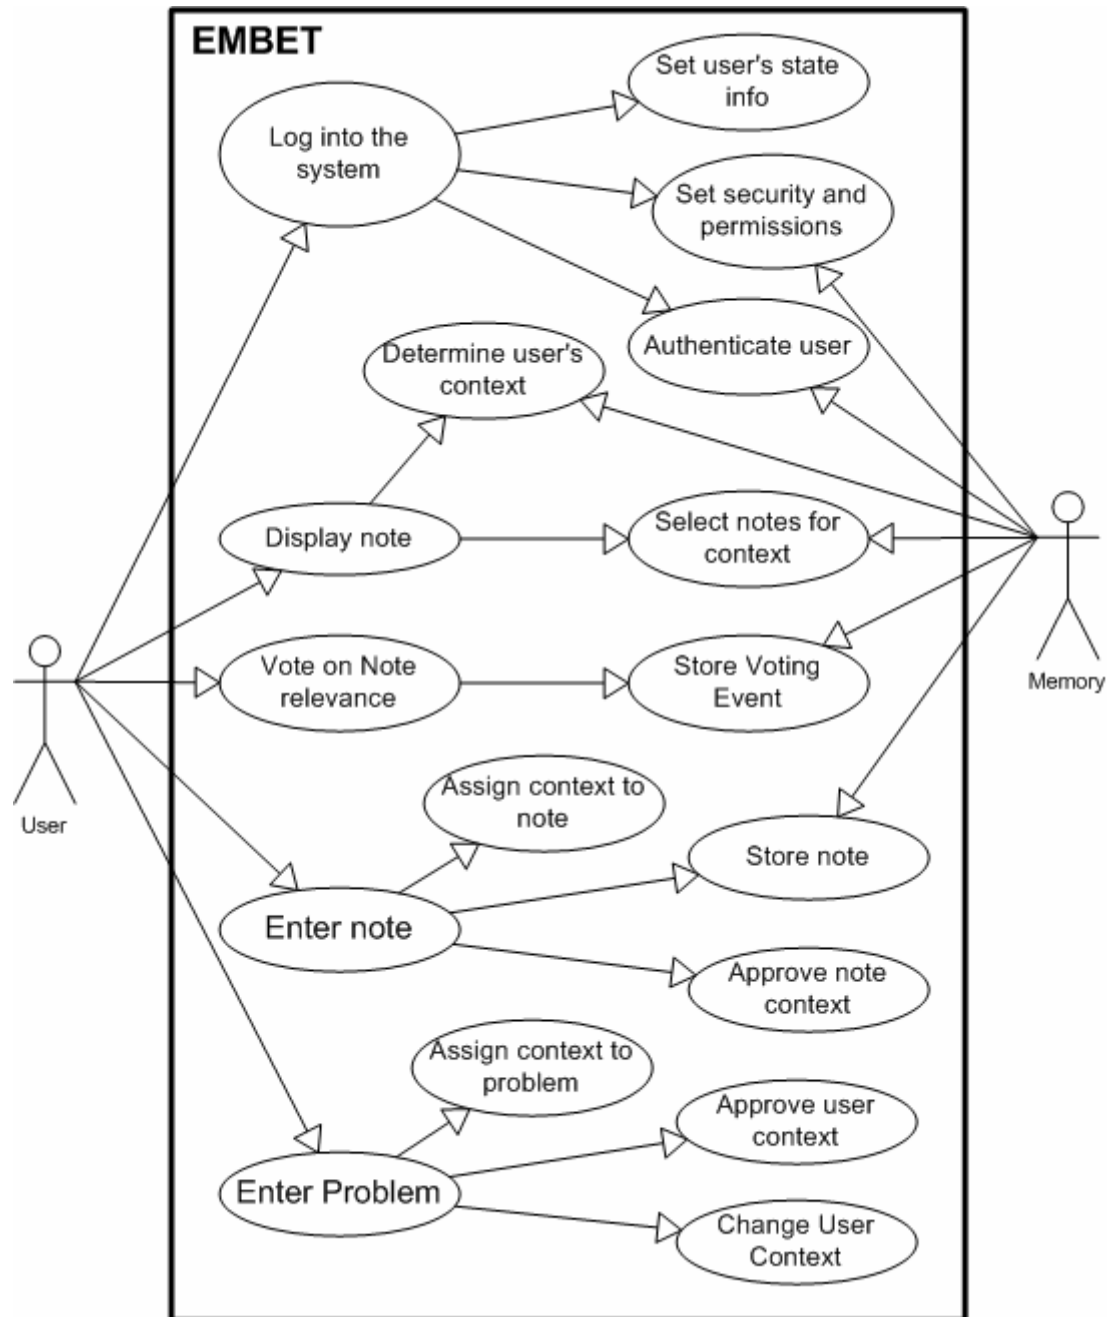 EMBET
Set user's state
info
Log into the
system
Set security and
permissions
Authenticate user
Determine user's
context
Display note
Select notes for
context
Vote on Note
relevance
Store Voting
Event
Memory
User
Assign context to
note
Store note
Enter note
Approve note
context
Assign context to
problem
Approve user
context
Enter Problem
Change User
Context